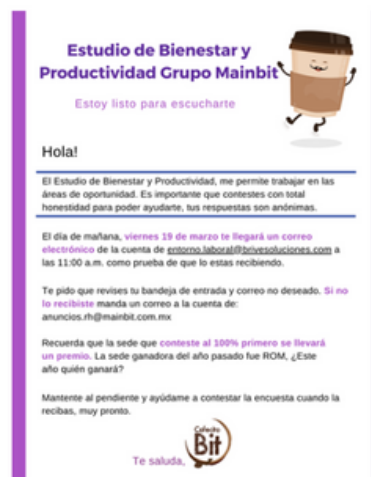 Estudio de Bienestar y
Productividad Grupo Mainbit
Estoy listo para escucharte
Hola!
El Estudio de Bienestar y Productividad, me permite trabajar en las
áreas de oportunidad. Es importante que contestes con total
honestidad para poder ayudarte, tus respuestas son anónimas.
El día de mañana, viernes 19 de marzo te llegará un correo
electrónico de la cuenta de entorno.laboral@brivesoluciones.com a
las 11:00 a.m. como prueba de que lo estas recibiendo.
Te pido que revises tu bandeja de entrada y correo no deseado. Si no
lo recibiste manda un correo a la cuenta de:
anuncios.rh@mainbit.com.mx
Recuerda que la sede que conteste al 100% primero se llevará
un premio. La sede ganadora del año pasado fue ROM, ¿Este
año quién ganará?
Mantente al pendiente y ayúdame a contestar la encuesta cuando la
recibas, muy pronto.
Te saluda,
Cafecito
Bit